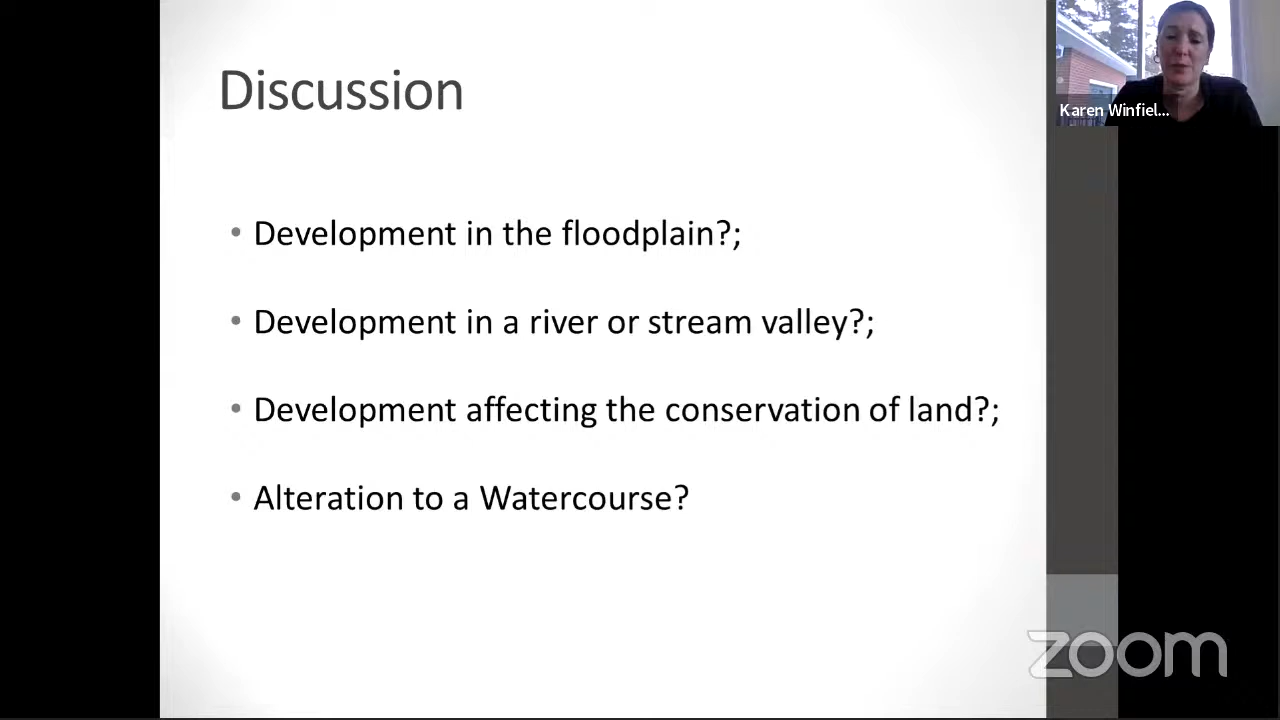 Discussion
Karen Winfiel...
• Development in the floodplain?;
• Development in a river or stream valley?;
• Development affecting the conservation of land?;
• Alteration to a Watercourse?
zoom